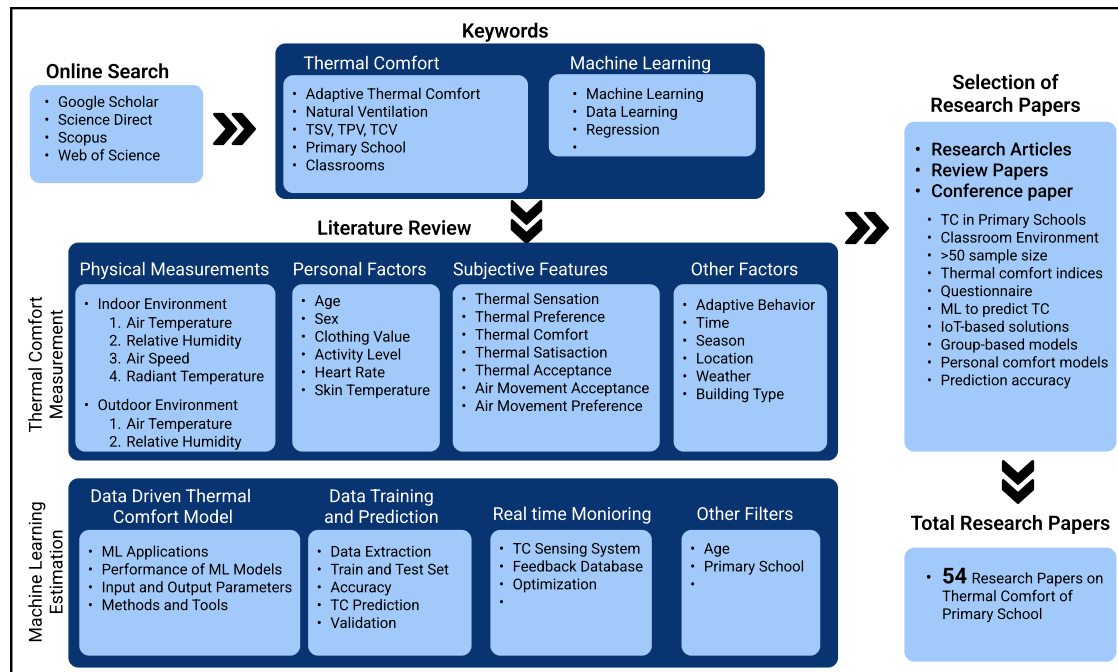 Keywords
Online Search
• Google Scholar
• Science Direct
• Scopus
• Web of Science
Thermal Comfort
• Adaptive Thermal Comfort
• Natural Ventilation
• TSV, TPV, TCV
• Primary School
• Classrooms
Machine Learning
• Machine Learning
• Data Learning
• Regression
•
Selection of
Research Papers
• Research Articles
• Review Papers
• Conference paper
• TC in Primary Schools
• Classroom Environment
• >50 sample size
• Thermal comfort indices
• Questionnaire
• ML to predict TC
• IoT-based solutions
• Group-based models
• Personal comfort models
• Prediction accuracy
Literature Review
Thermal Comfort
Measurement
Physical Measurements
• Indoor Environment
1. Air Temperature
2. Relative Humidity
3. Air Speed
4. Radiant Temperature
• Outdoor Environment
1. Air Temperature
2. Relative Humidity
Personal Factors
• Age
• Sex
• Clothing Value
• Activity Level
• Heart Rate
• Skin Temperature
Subjective Features
• Thermal Sensation
• Thermal Preference
• Thermal Comfort
• Thermal Satisaction
• Thermal Acceptance
• Air Movement Acceptance
• Air Movement Preference
Other Factors
• Adaptive Behavior
• Time
• Season
• Location
• Weather
• Building Type
Machine Learning
Estimation
Data Driven Thermal
Comfort Model
• ML Applications
• Performance of ML Models
• Input and Output Parameters
• Methods and Tools
Data Training
and Prediction
• Data Extraction
• Train and Test Set
• Accuracy
• TC Prediction
• Validation
Real time Monioring
• TC Sensing System
• Feedback Database
• Optimization
•
Other Filters
• Age
• Primary School
•
Total Research Papers
• 54 Research Papers on
Thermal Comfort of
Primary School